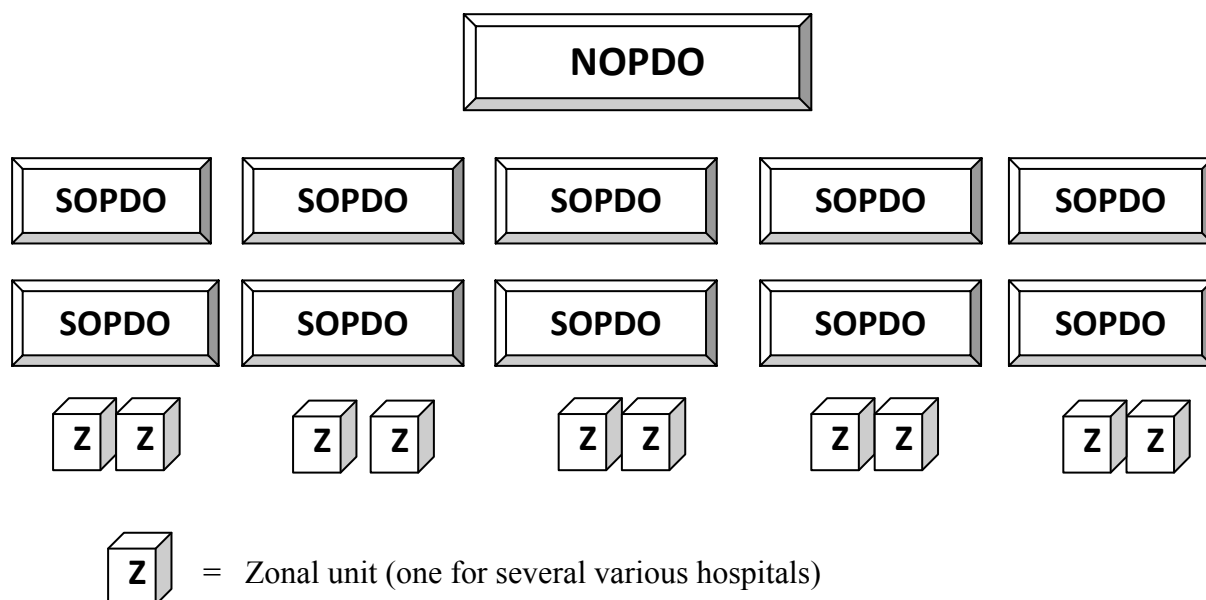 NOPDO
SOPDO SOPDO SOPDO SOPDO SOPDO
SOPDO SOPDO SOPDO SOPDO SOPDO
Z Z Z Z Z Z Z Z Z Z
Z = Zonal unit (one for several various hospitals)